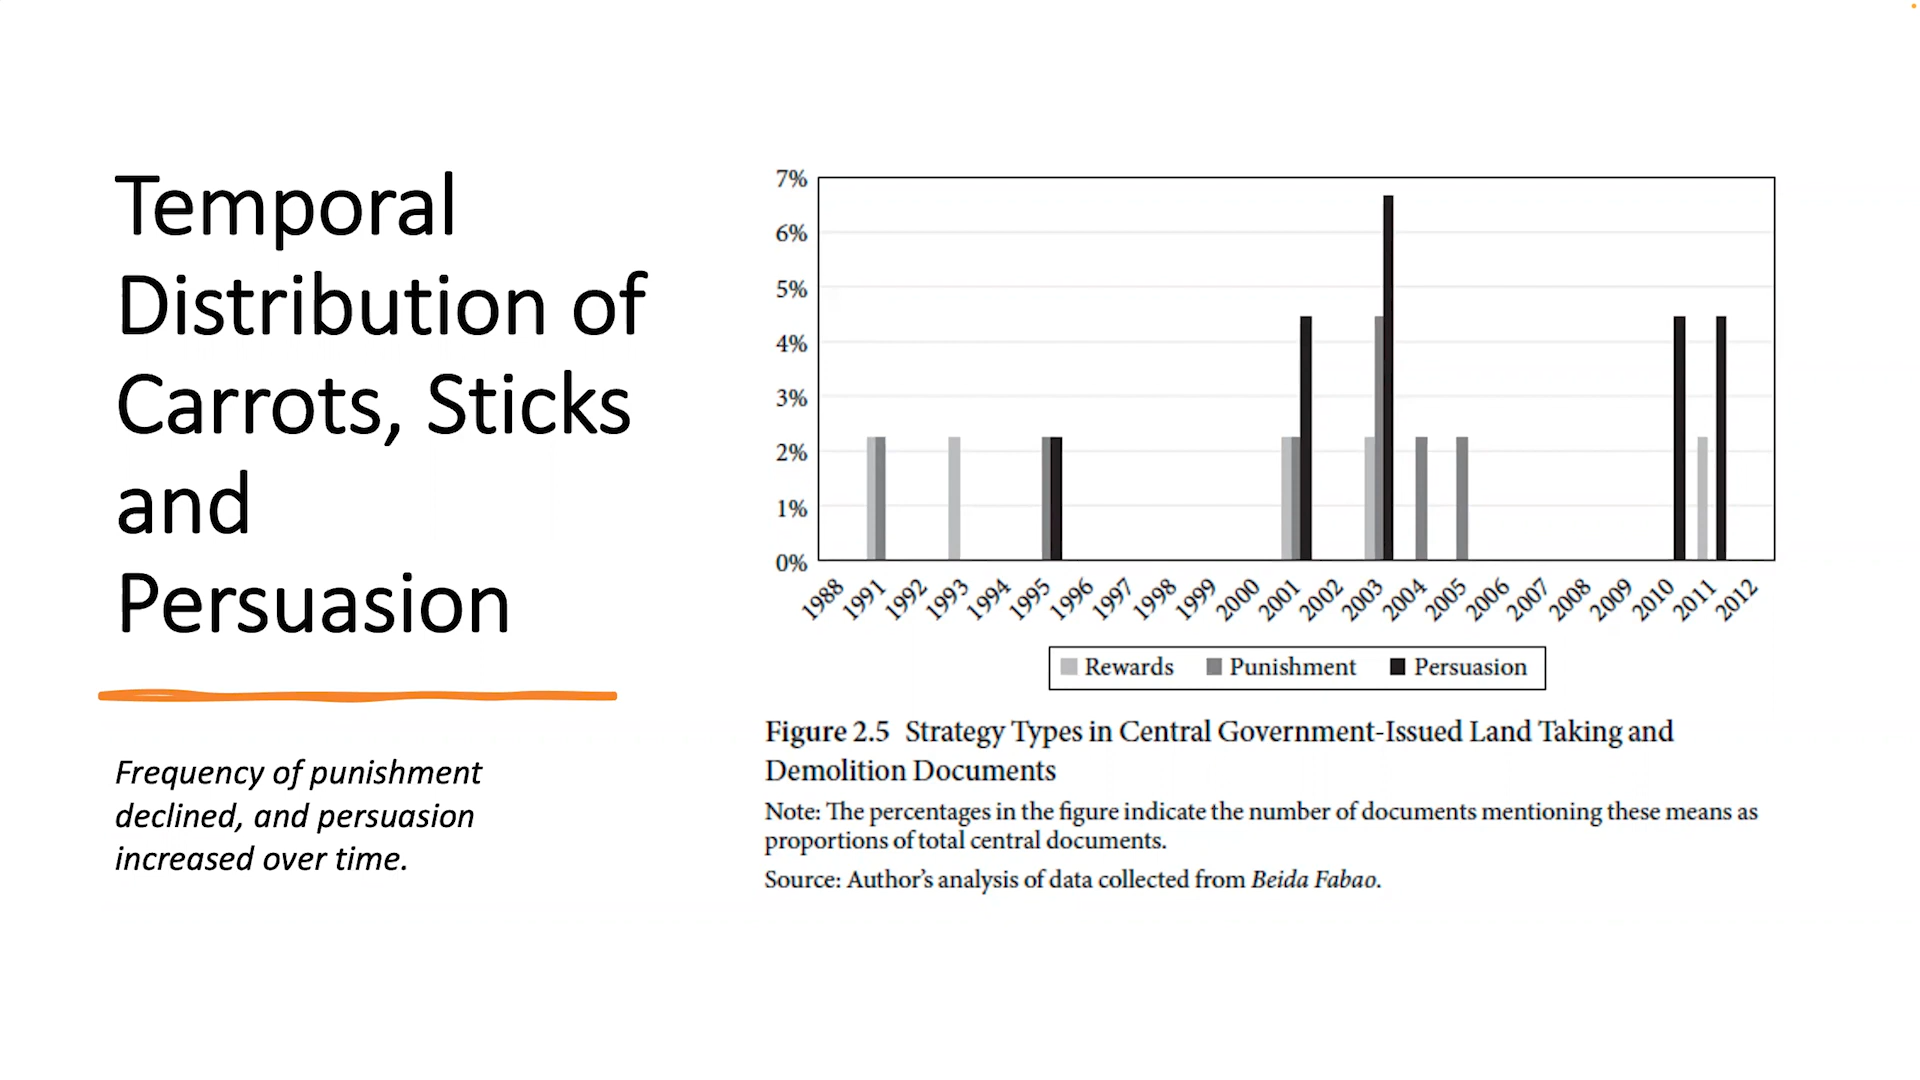 Temporal
Distribution of
Carrots, Sticks
and
Persuasion
Frequency of punishment
declined, and persuasion
increased over time.
7%
6%
5%
4%
3%
2%
1%
0%
1988
1991
1992
1993
1994
1995
1996
1997
1998
1999
2000
2001
2002
2003
2004
2005
2006
2007
2008
2009
2010
2011
2012
Rewards Punishment Persuasion
Figure 2.5 Strategy Types in Central Government-Issued Land Taking and
Demolition Documents
Note: The percentages in the figure indicate the number of documents mentioning these means as
proportions of total central documents.
Source: Author’s analysis of data collected from Beida Fabao.